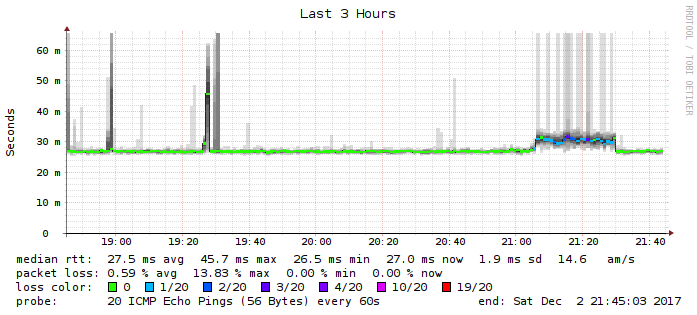 Last 3 Hours
RRDTOOL / TOBI OETIKER
Seconds
60 m
50 m
40 m
30 m
20 m
10 m
0
19:00 19:20 19:40 20:00 20:20 20:40 21:00 21:20 21:40
median rtt: 27.5 ms avg 45.7 ms max 26.5 ms min 27.0 ms now 1.9 ms sd 14.6 am/s
packet loss: 0.59 % avg 13.83 % max 0.00 % min 0.00 % now
loss color: 0 1/20 2/20 3/20 4/20 10/20 19/20
probe: 20 ICMP Echo Pings (56 Bytes) every 60s end: Sat Dec 2 21:45:03 2017